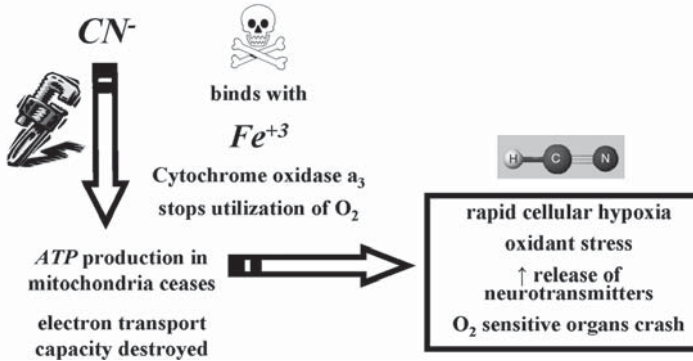 CN-
binds with
Fe+3
Cytochrome oxidase a3
stops utilization of O2
ATP production in
mitochondria ceases
electron transport
capacity destroyed
H C N
rapid cellular hypoxia
oxidant stress
↑ release of
neurotransmitters
O2 sensitive organs crash